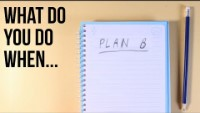 WHAT DO
YOU DO
WHEN...
PLAN B